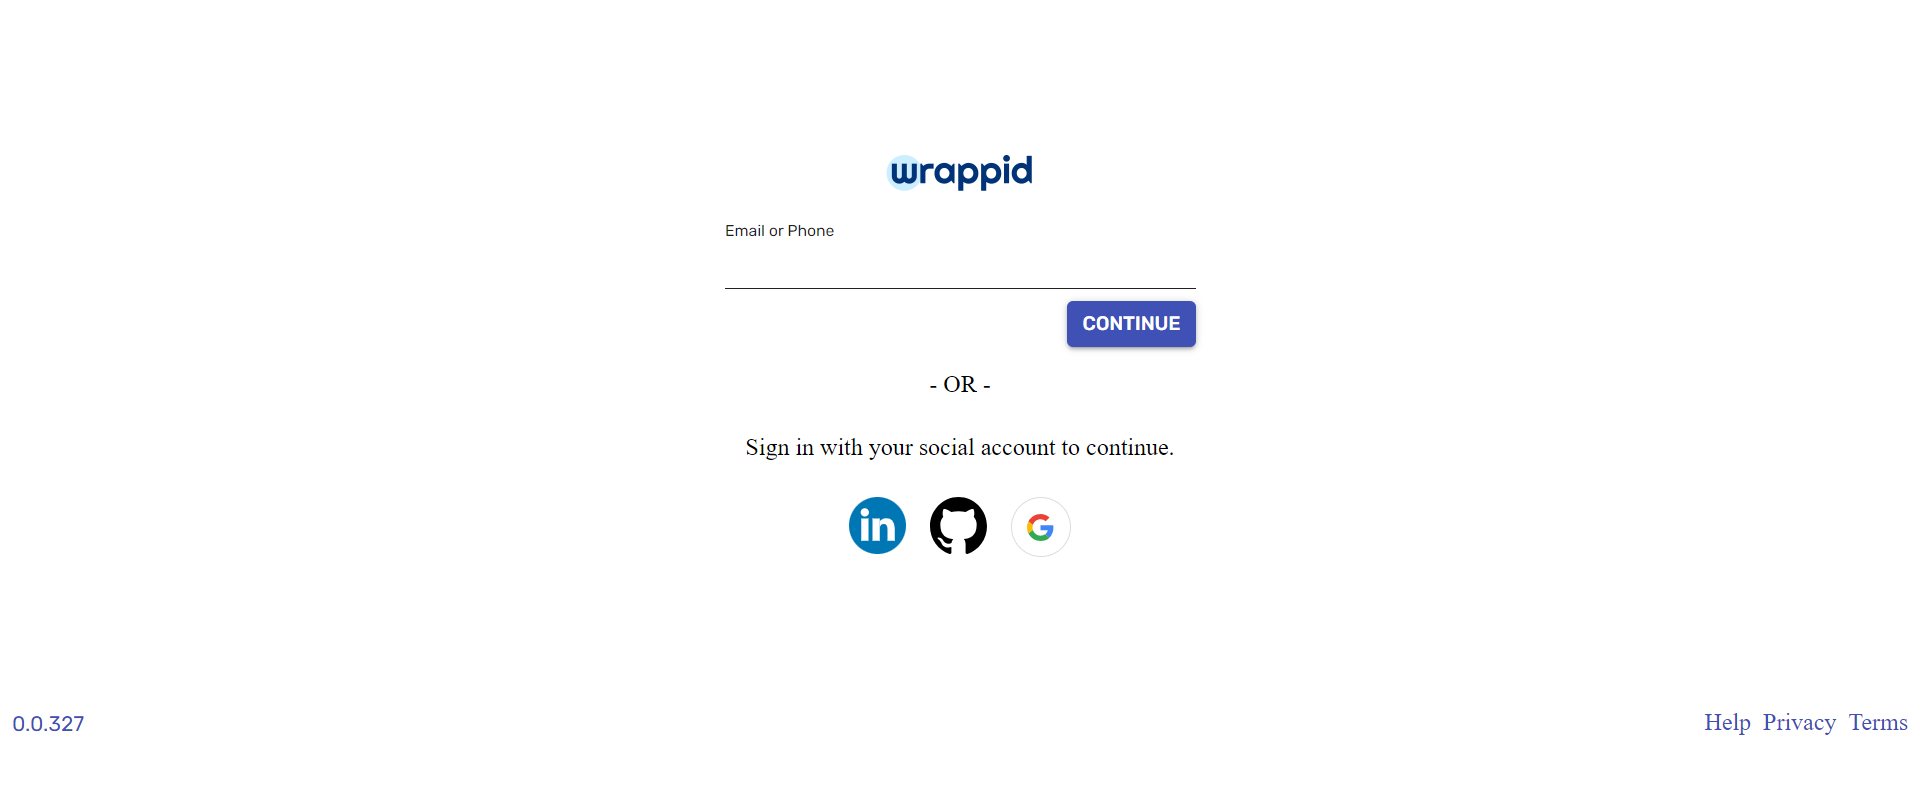 wrappid
Email or Phone
CONTINUE
- OR -
Sign in with your social account to continue.
in
G
0.0.327
Help Privacy Terms